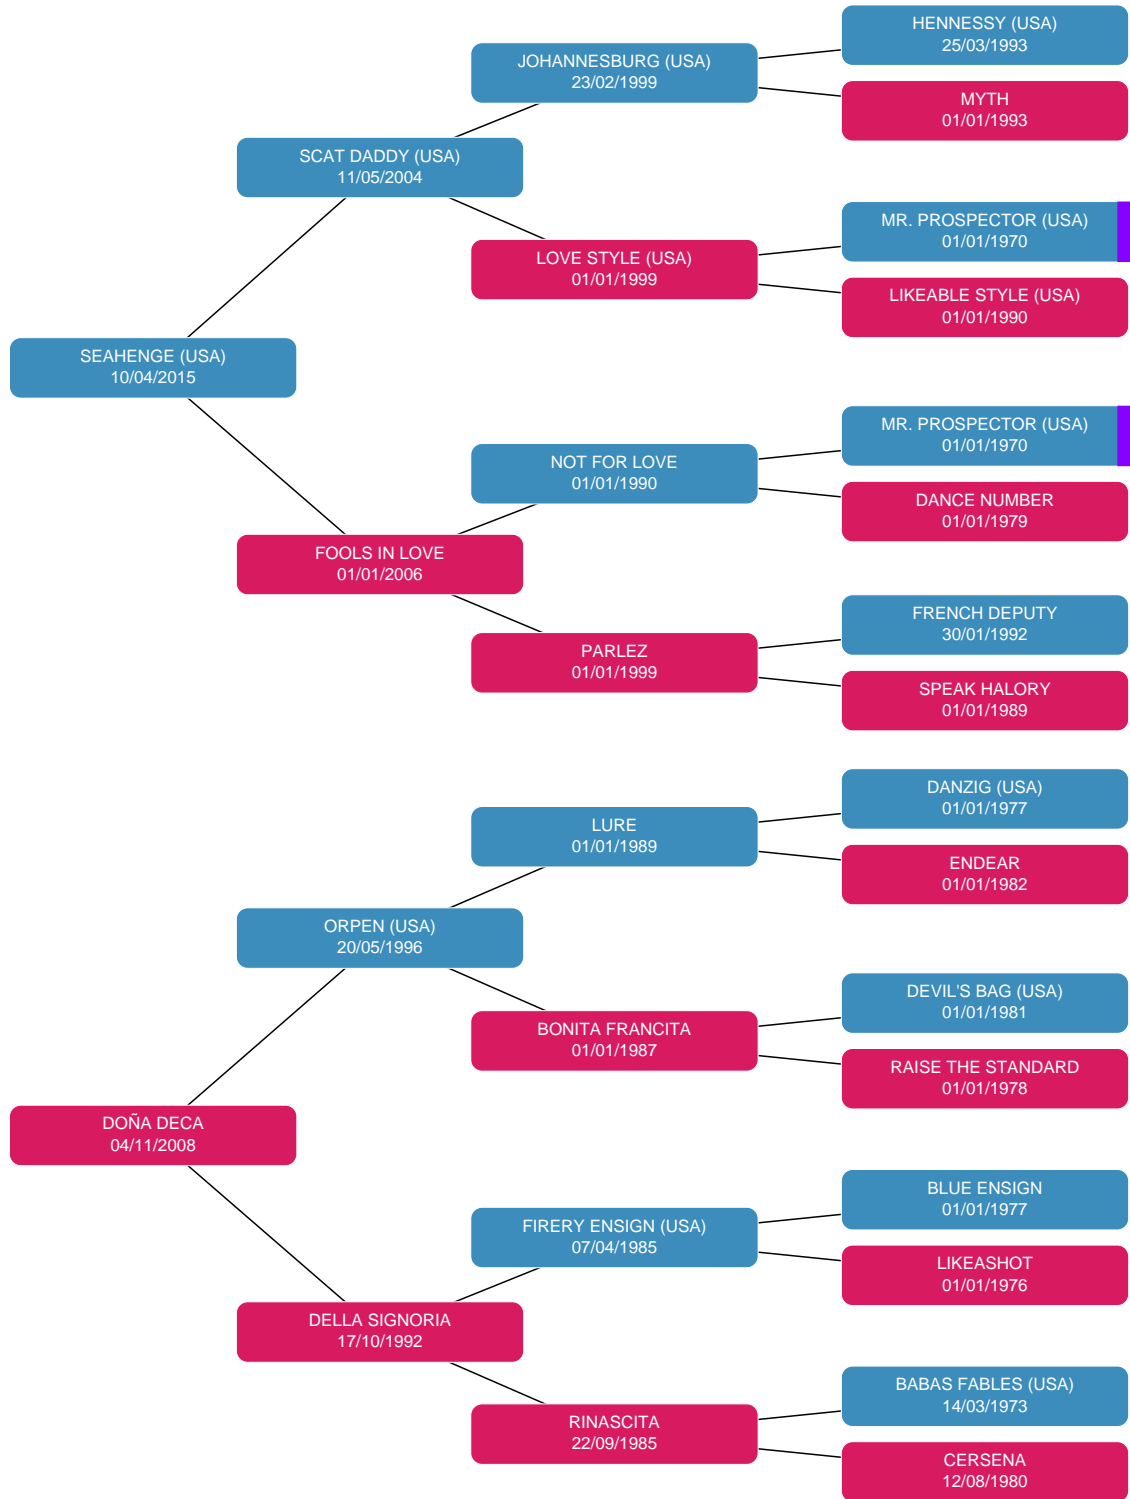 HENNESSY (USA)
25/03/1993
JOHANNESBURG (USA)
23/02/1999
MYTH
01/01/1993
SCAT DADDY (USA)
11/05/2004
MR. PROSPECTOR (USA)
01/01/1970
LOVE STYLE (USA)
01/01/1999
LIKEABLE STYLE (USA)
01/01/1990
SEAHENGE (USA)
10/04/2015
MR. PROSPECTOR (USA)
01/01/1970
NOT FOR LOVE
01/01/1990
DANCE NUMBER
01/01/1979
FOOLS IN LOVE
01/01/2006
FRENCH DEPUTY
30/01/1992
PARLEZ
01/01/1999
SPEAK HALORY
01/01/1989
DANZIG (USA)
01/01/1977
LURE
01/01/1989
ENDEAR
01/01/1982
ORPEN (USA)
20/05/1996
DEVIL'S BAG (USA)
01/01/1981
BONITA FRANCITA
01/01/1987
RAISE THE STANDARD
01/01/1978
DOÑA DECA
04/11/2008
BLUE ENSIGN
01/01/1977
FIRERY ENSIGN (USA)
07/04/1985
LIKEASHOT
01/01/1976
DELLA SIGNORIA
17/10/1992
BABAS FABLES (USA)
14/03/1973
RINASCITA
22/09/1985
CERSENA
12/08/1980